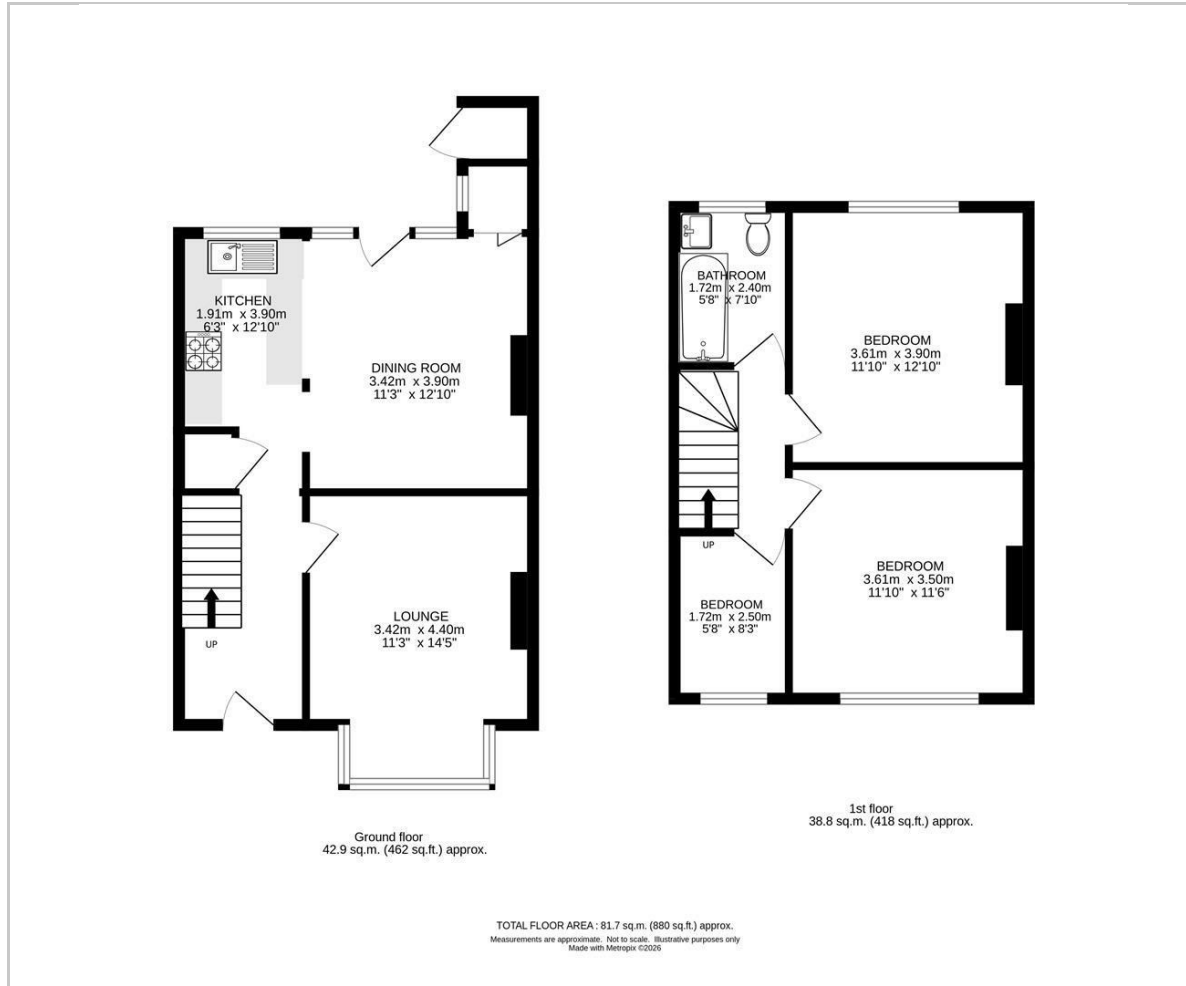 KITCHEN
1.91m x 3.90m
6'3" x 12'10"
DINING ROOM
3.42m x 3.90m
11'3" x 12'10"
LOUNGE
3.42m x 4.40m
11'3" x 14'5"
UP
Ground floor
42.9 sq.m. (462 sq.ft.) approx.
BATHROOM
1.72m x 2.40m
5'8" x 7'10"
BEDROOM
3.61m x 3.90m
11'10" x 12'10"
UP
BEDROOM
3.61m x 3.50m
11'10" x 11'6"
BEDROOM
1.72m x 2.50m
5'8" x 8'3"
1st floor
38.8 sq.m. (418 sq.ft.) approx.
TOTAL FLOOR AREA : 81.7 sq.m. (880 sq.ft.) approx.
Measurements are approximate. Not to scale. Illustrative purposes only
Made with Metropix ©2026